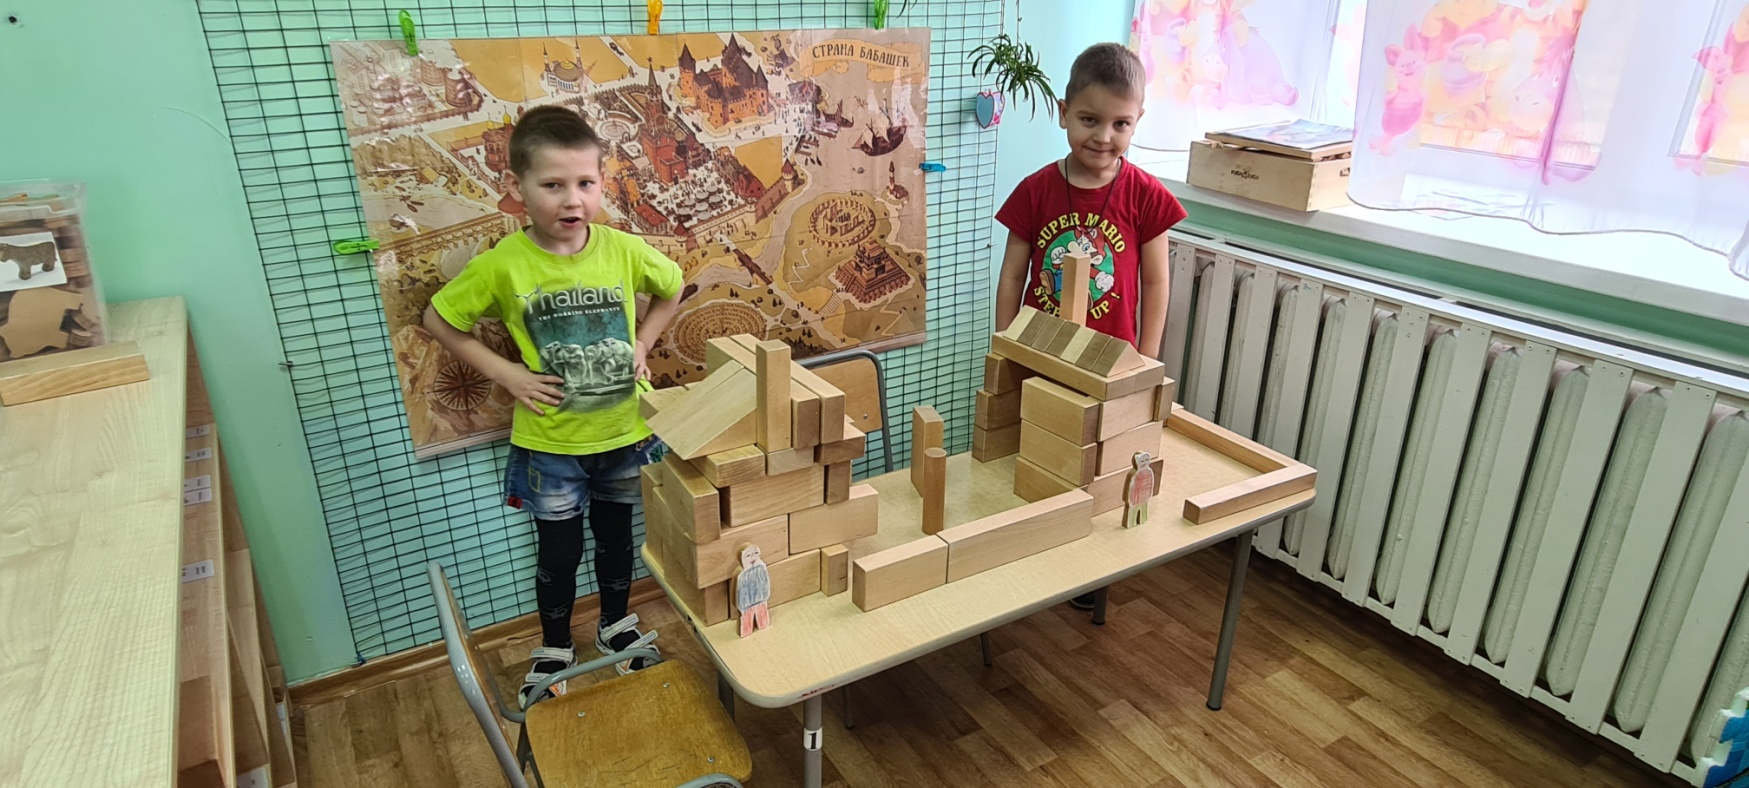 СТРАНА БАБАШЕК
Thailand
THE WORKING ELEPHANTS
SUPER MARIO
STEP UP !
1